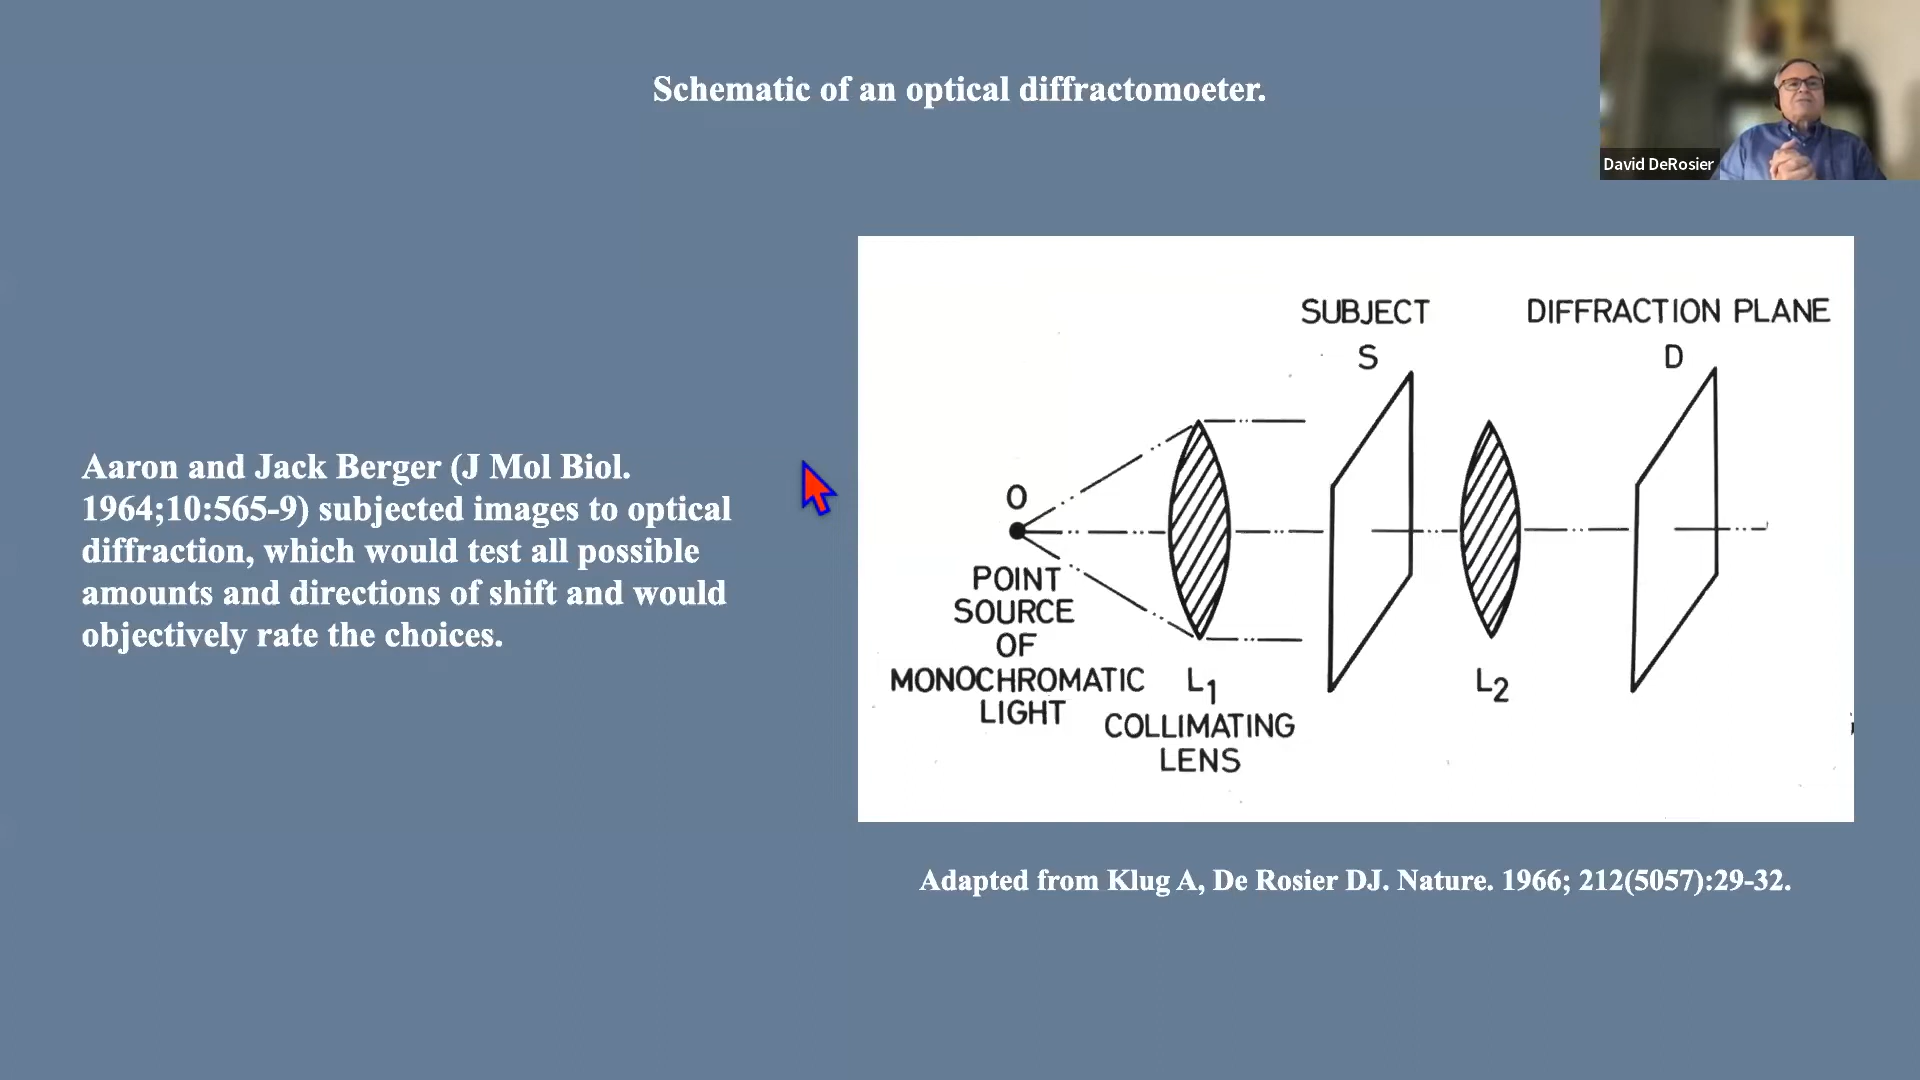 Schematic of an optical diffractomoeter.
David DeRosier
Aaron and Jack Berger (J Mol Biol.
1964;10:565-9) subjected images to optical
diffraction, which would test all possible
amounts and directions of shift and would
objectively rate the choices.
SUBJECT
S
DIFFRACTION PLANE
D
O
POINT
SOURCE
OF
MONOCHROMATIC
LIGHT
L1
COLLIMATING
LENS
L2
Adapted from Klug A, De Rosier DJ. Nature. 1966; 212(5057):29-32.